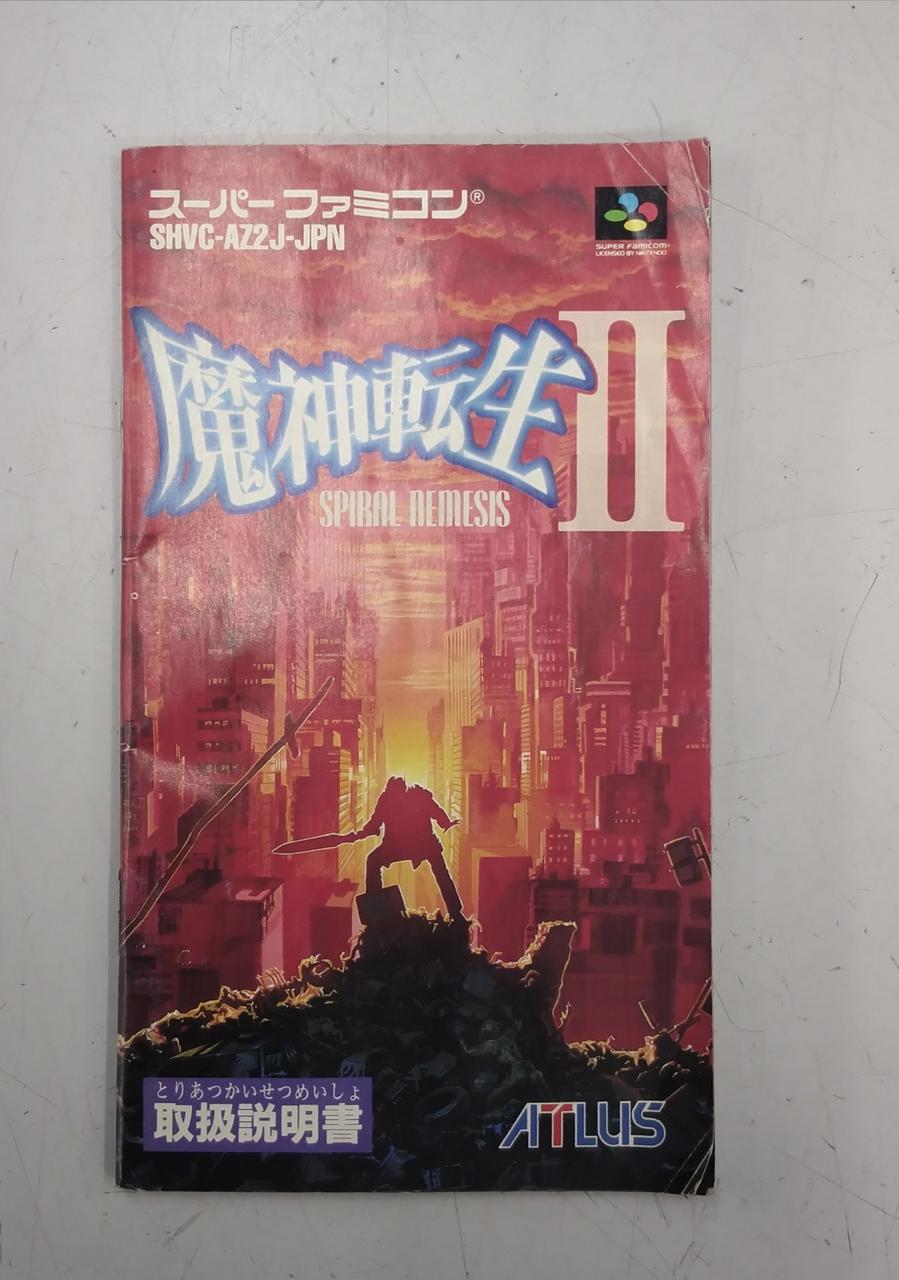 スーパーファミコン®
SHVC-AZ2J-JPN
SUPER FAMICOM®
LICENSED BY NINTENDO
魔神転生II
SPIRAL NEMESIS
とりあつかいせつめいしょ
取扱説明書
ATLUS